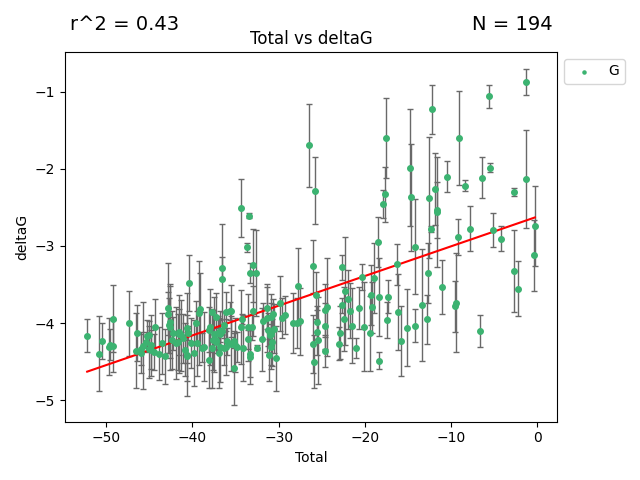 r^2 = 0.43
N = 194
Total vs deltaG
G
−1
−2
−3
−4
−5
deltaG
−50
−40
−30
−20
−10
0
Total